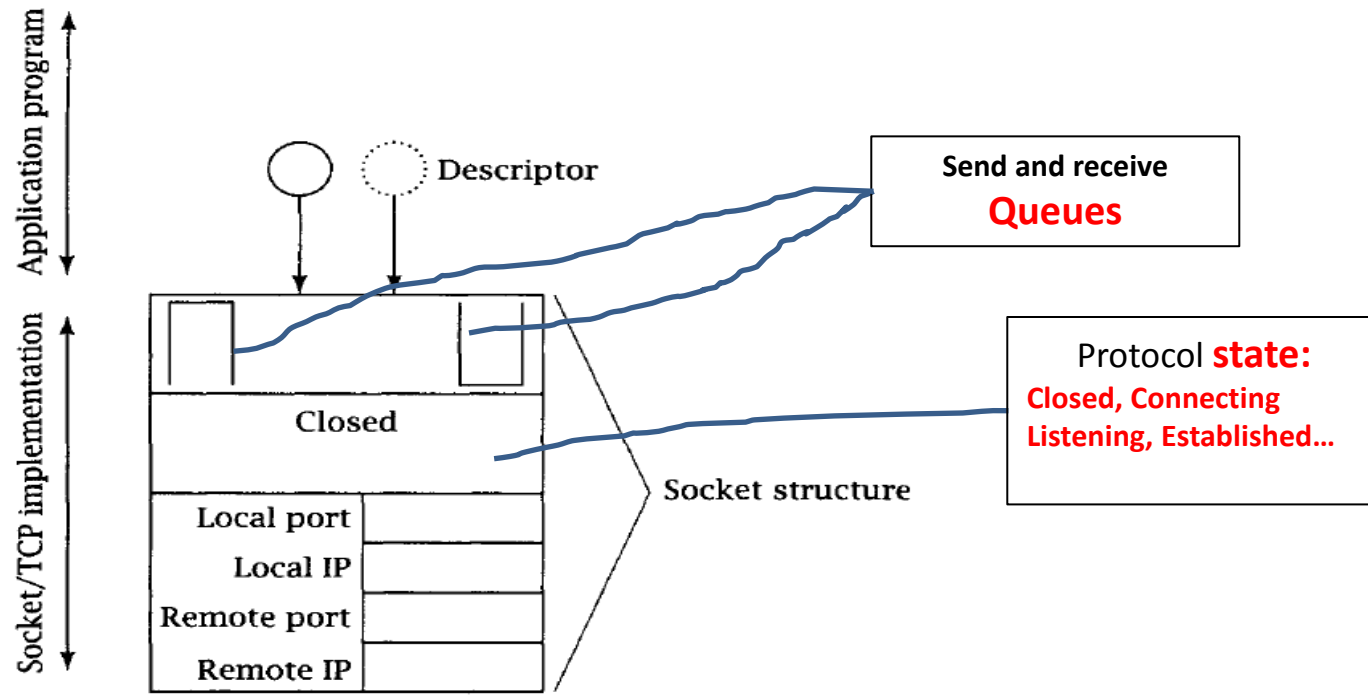 Application program
Descriptor
Send and receive
Queues
Socket/TCP implementation
Closed
Protocol state:
Closed, Connecting
Listening, Established...
Socket structure
Local port
Local IP
Remote port
Remote IP